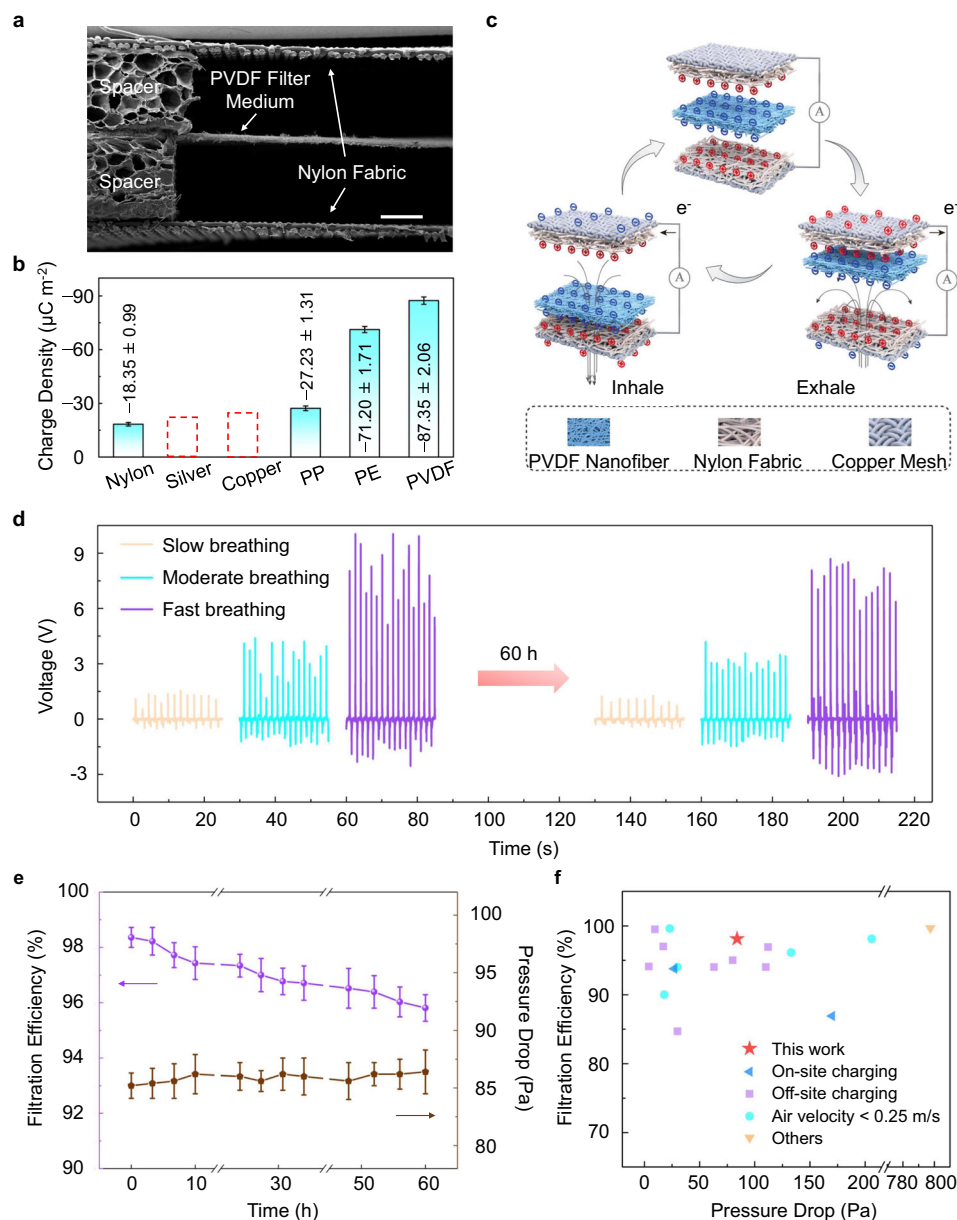 a
Spacer
PVDF Filter
Medium
Spacer
Nylon Fabric
b
Charge Density (μC m⁻²)
−90
−60
−30
0
−18.35 ± 0.99
−27.23 ± 1.31
−71.20 ± 1.71
−87.35 ± 2.06
Nylon
Silver
Copper
PP
PE
PVDF
c
A
e⁻
A
e⁻
A
Inhale
Exhale
PVDF Nanofiber
Nylon Fabric
Copper Mesh
d
Slow breathing
Moderate breathing
Fast breathing
60 h
Voltage (V)
9
6
3
0
-3
0 20 40 60 80 100 120 140 160 180 200 220
Time (s)
e
Filtration Efficiency (%)
100
98
96
94
93
92
90
Pressure Drop (Pa)
100
95
90
85
80
0 10 30 50 60
Time (h)
f
Filtration Efficiency (%)
100
90
80
70
This work
On-site charging
Off-site charging
Air velocity < 0.25 m/s
Others
0 50 100 150 200 780 800
Pressure Drop (Pa)